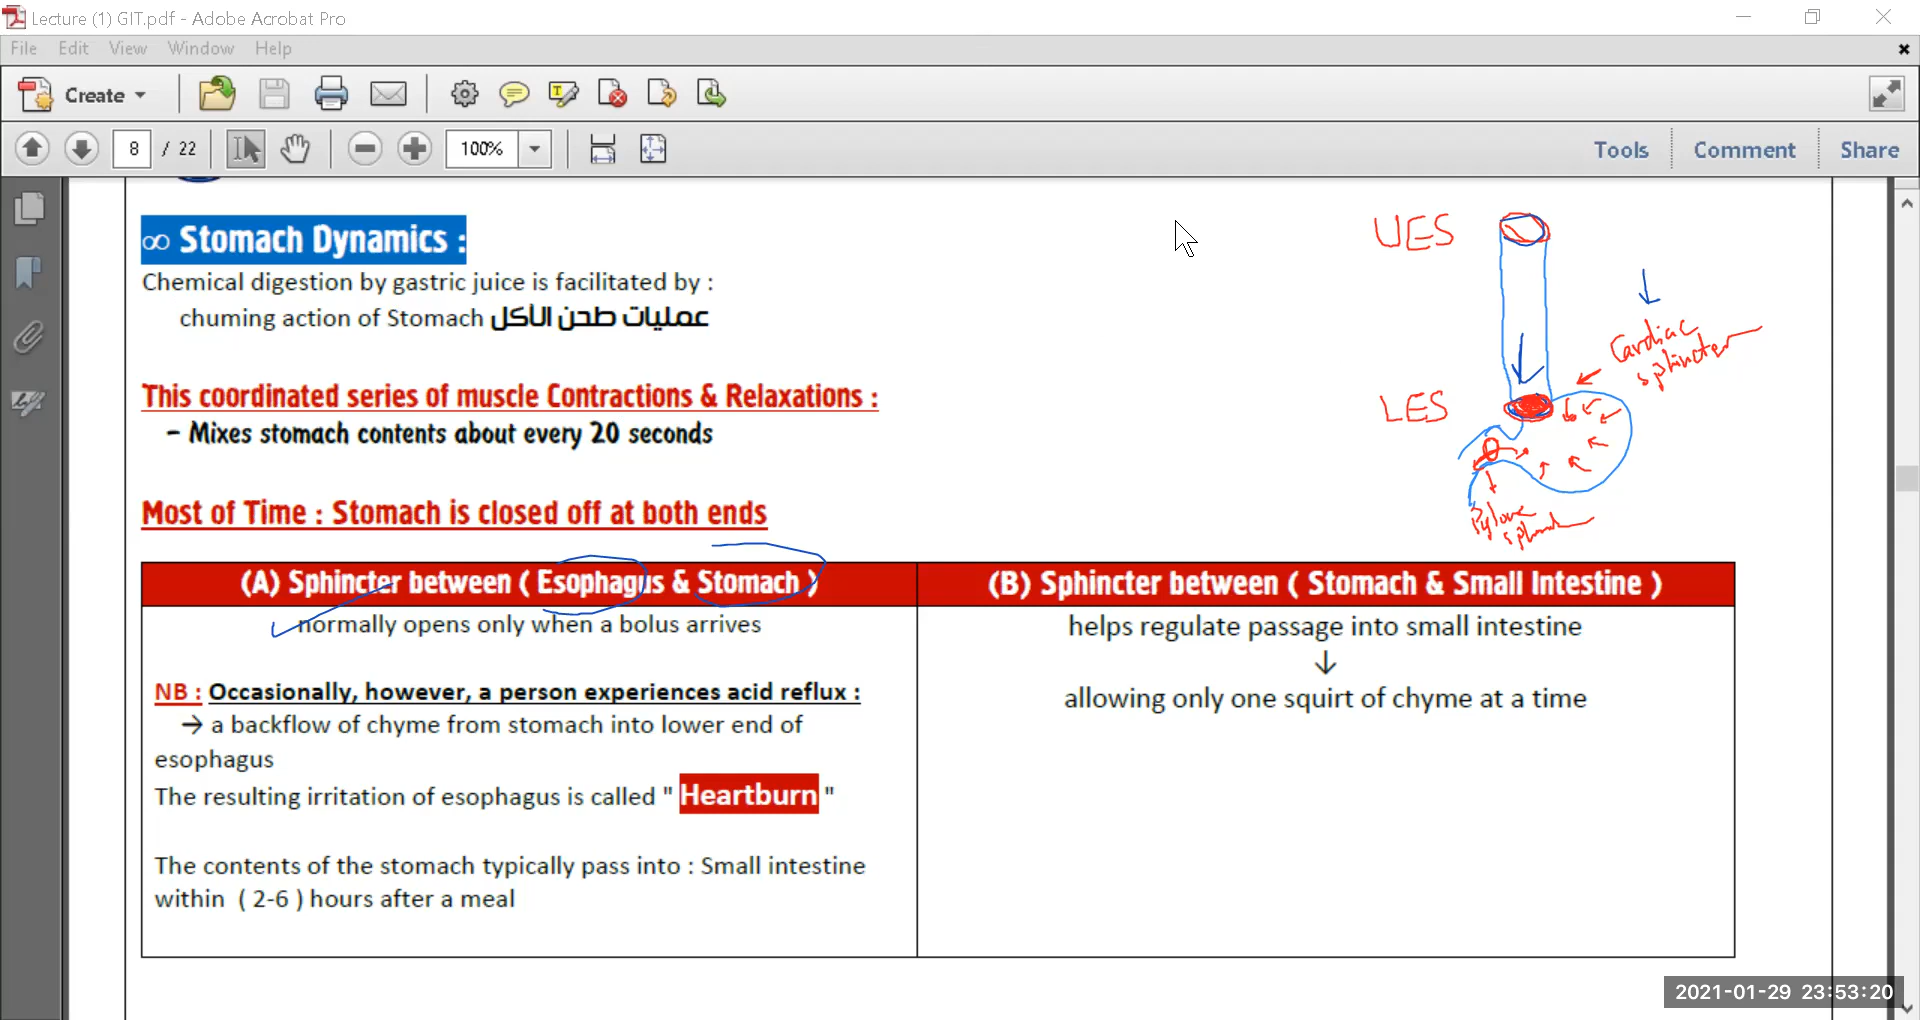 Lecture (1) GIT.pdf - Adobe Acrobat Pro
File Edit View Window Help
Create
8 / 22 100% Tools Comment Share
∞ Stomach Dynamics :
Chemical digestion by gastric juice is facilitated by :
chuming action of Stomach عمليات طحن الأكل
This coordinated series of muscle Contractions & Relaxations :
– Mixes stomach contents about every 20 seconds
Most of Time : Stomach is closed off at both ends
UES
Cardiac
sphincter
LES
(A) Sphincter between ( Esophagus & Stomach )
normally opens only when a bolus arrives
NB : Occasionally, however, a person experiences acid reflux :
→ a backflow of chyme from stomach into lower end of
esophagus
The resulting irritation of esophagus is called " Heartburn "
The contents of the stomach typically pass into : Small intestine
within ( 2-6 ) hours after a meal
(B) Sphincter between ( Stomach & Small Intestine )
helps regulate passage into small intestine
↓
allowing only one squirt of chyme at a time
2021-01-29 23:53:20